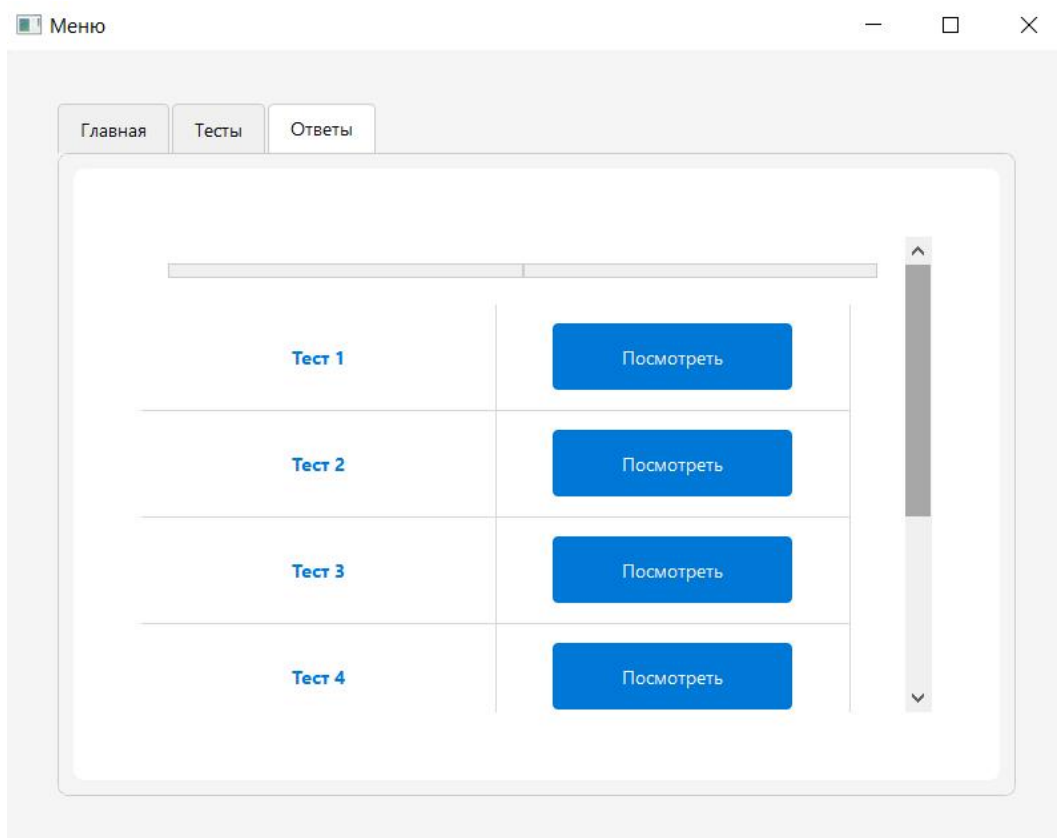 Меню
Главная Тесты Ответы
Тест 1 Посмотреть
Тест 2 Посмотреть
Тест 3 Посмотреть
Тест 4 Посмотреть